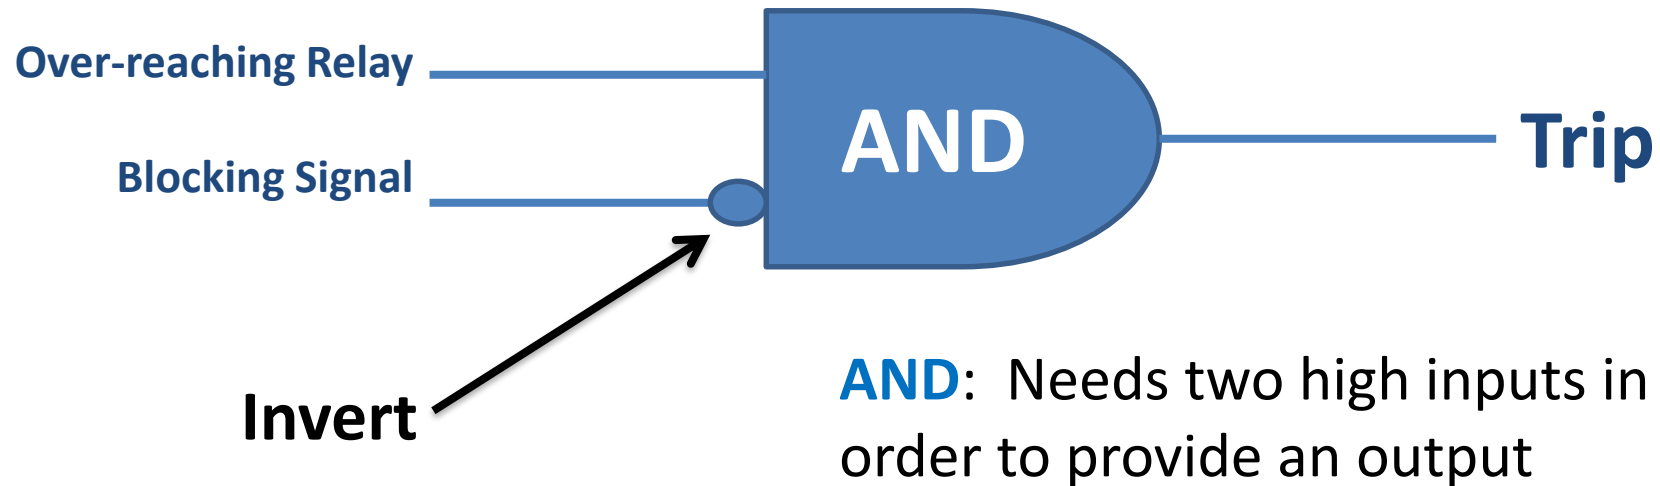 Over-reaching Relay
Blocking Signal
AND
Trip
Invert
AND:  Needs two high inputs in
order to provide an output